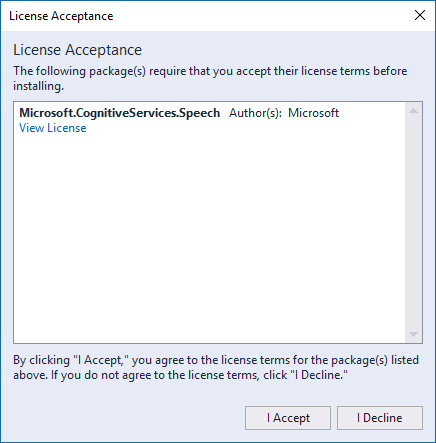 License Acceptance
License Acceptance
The following package(s) require that you accept their license terms before
installing.
Microsoft.CognitiveServices.Speech Author(s): Microsoft
View License
By clicking "I Accept," you agree to the license terms for the package(s) listed
above. If you do not agree to the license terms, click "I Decline."
I Accept I Decline